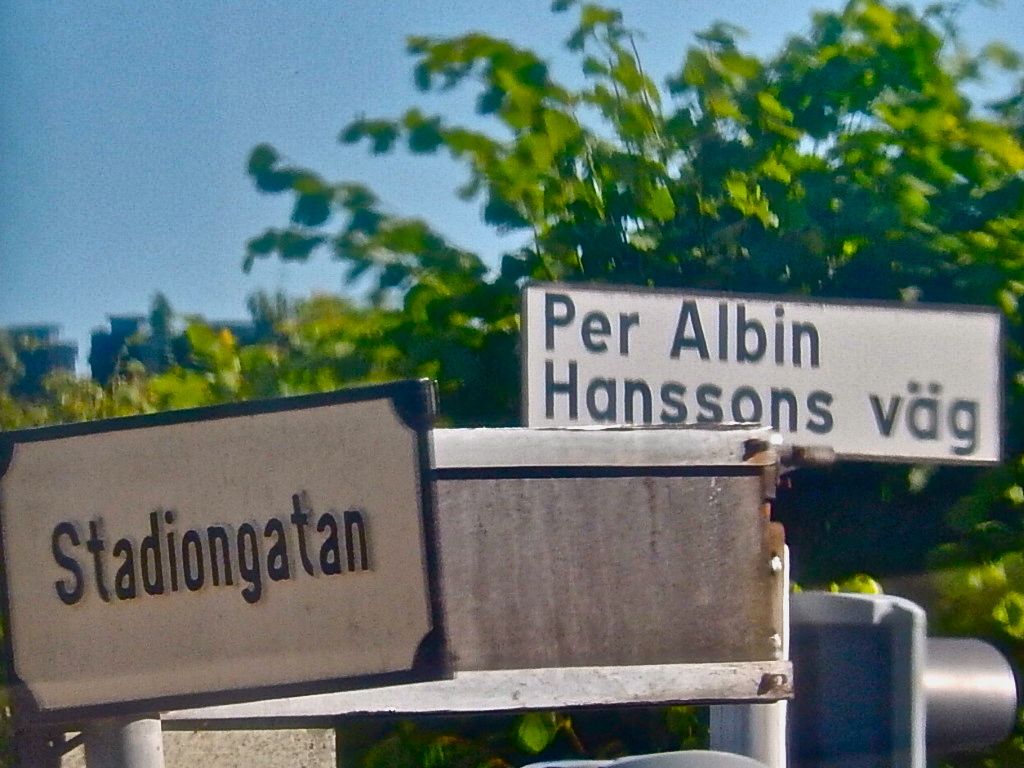 Per Albin
Hanssons väg
Stadiongatan